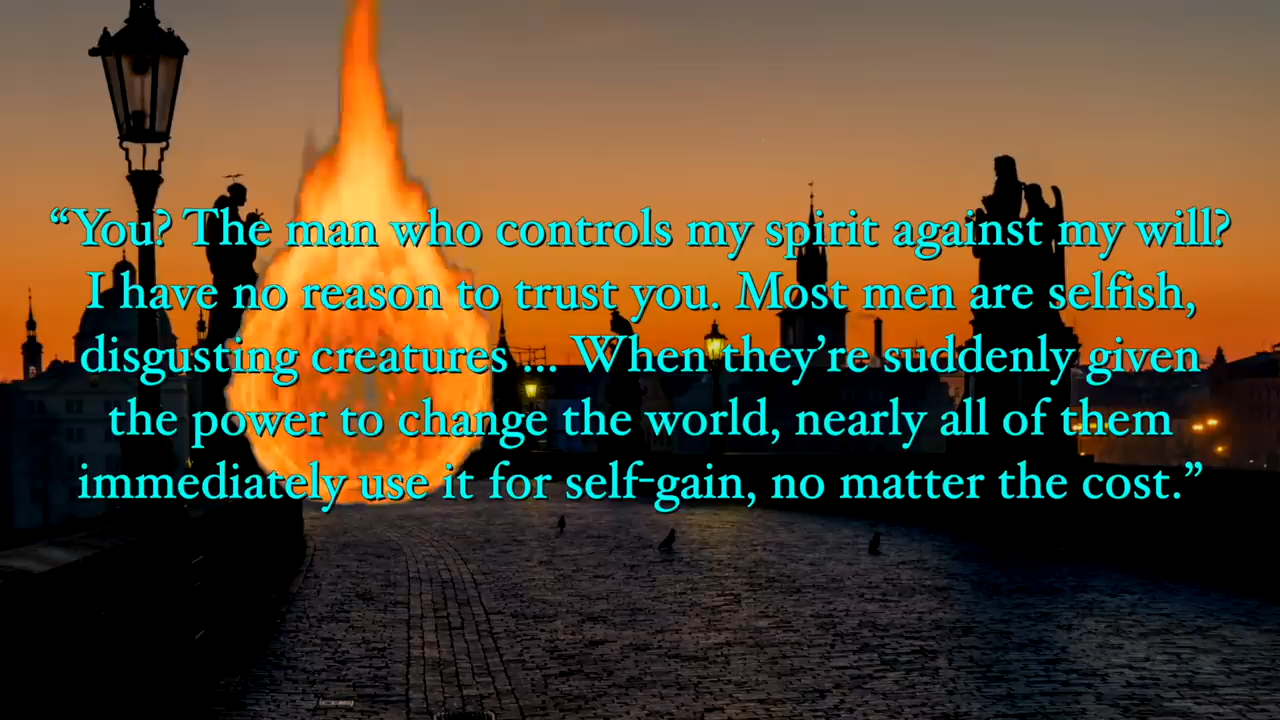 “You? The man who controls my spirit against my will?
I have no reason to trust you. Most men are selfish,
disgusting creatures ... When they’re suddenly given
the power to change the world, nearly all of them
immediately use it for self-gain, no matter the cost.”